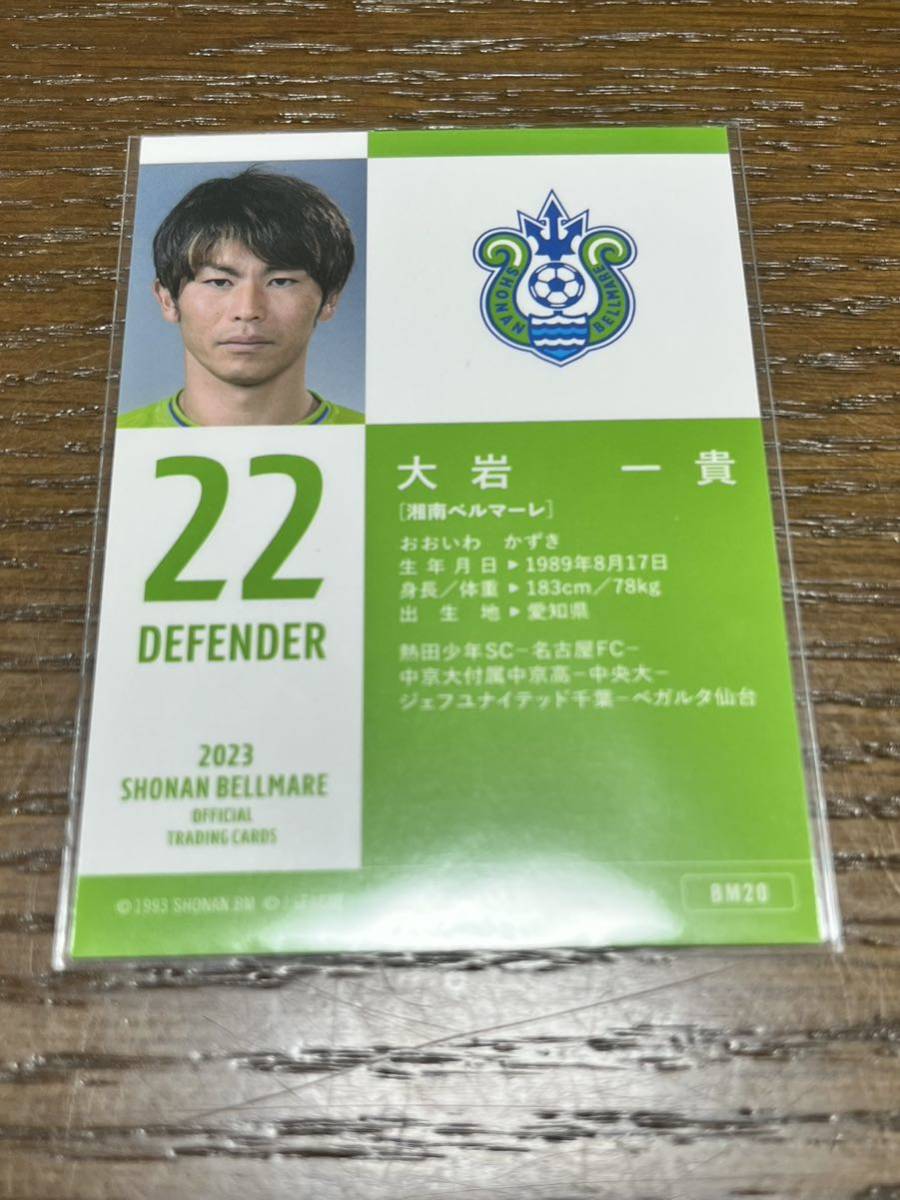 SHONAN BELLMARE
22
DEFENDER
2023
SHONAN BELLMARE
OFFICIAL
TRADING CARDS
大岩 一貴
[湘南ベルマーレ]
おおいわ かずき
生年月日▶1989年8月17日
身長／体重▶183cm／78kg
出生地▶愛知県
熱田少年SC−名古屋FC−
中京大付属中京高−中央大−
ジェフユナイテッド千葉−ベガルタ仙台
©1993 SHONAN BM © J.LEAGUE
BM20